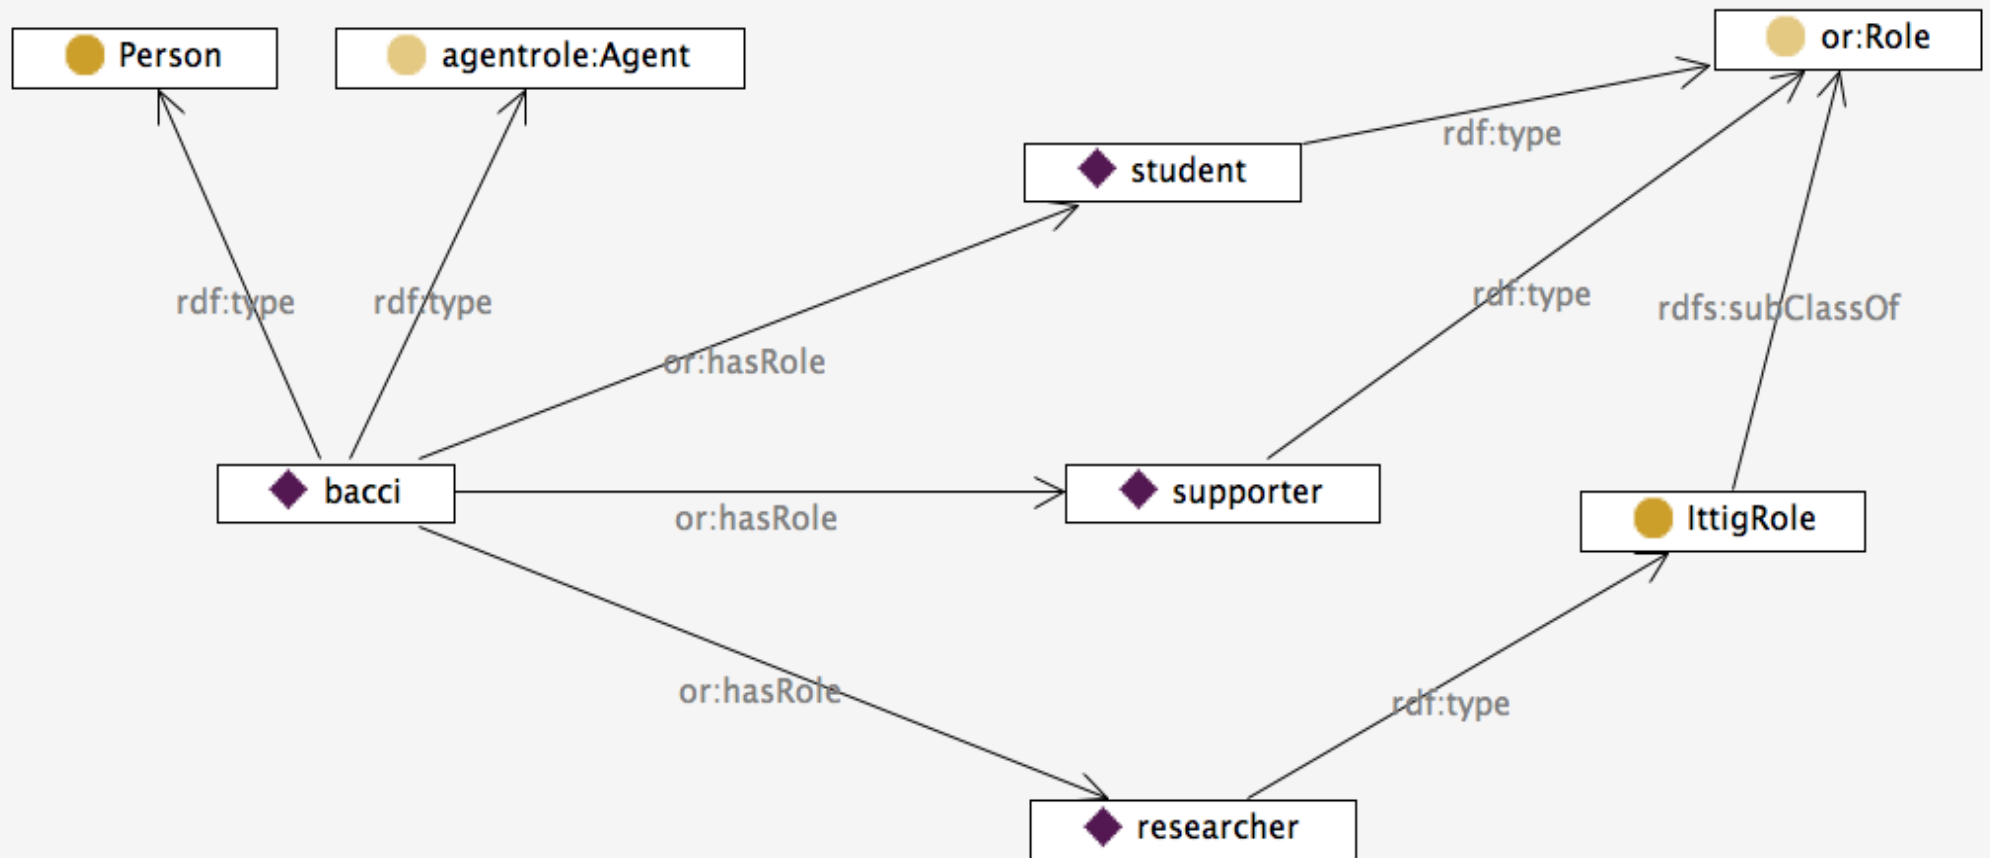 Person
agentrole:Agent
or:Role
rdf:type
student
rdf:type
rdf:type
rdf:type
rdfs:subClassOf
or:hasRole
bacci
supporter
or:hasRole
IttigRole
or:hasRole
rdf:type
researcher